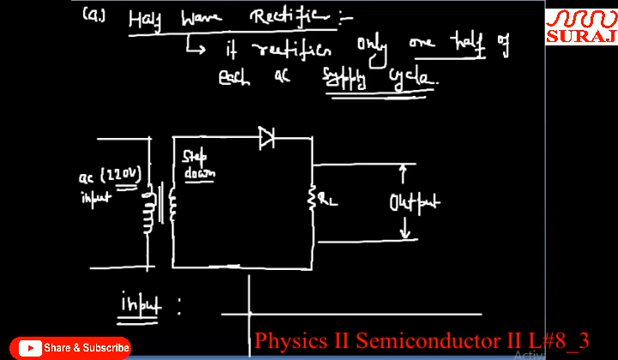 (a.) Half Wave Rectifier :-
↳ it rectifies only one half of
each ac supply cycle.
SURAJ
ac (220V)
input
Step
down
RL
Output
input :
Share & Subscribe
Physics II Semiconductor II L#8_3
Activ